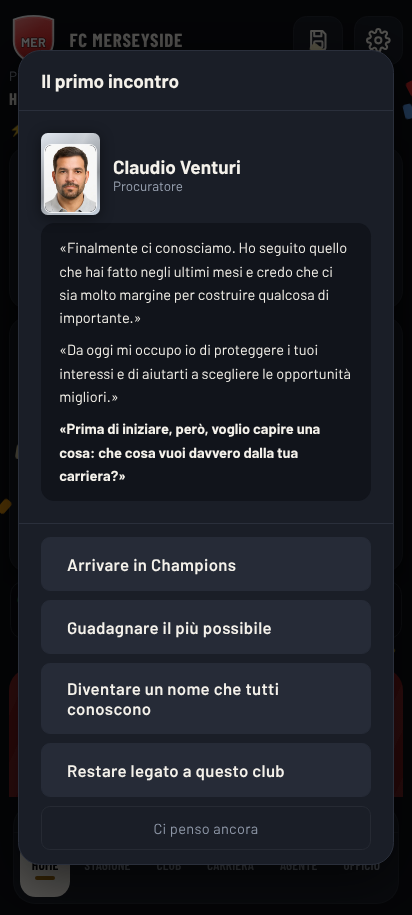 MER
FC MERSEYSIDE
Il primo incontro
Claudio Venturi
Procuratore
«Finalmente ci conosciamo. Ho seguito quello
che hai fatto negli ultimi mesi e credo che ci
sia molto margine per costruire qualcosa di
importante.»
«Da oggi mi occupo io di proteggere i tuoi
interessi e di aiutarti a scegliere le opportunità
migliori.»
«Prima di iniziare, però, voglio capire una
cosa: che cosa vuoi davvero dalla tua
carriera?»
Arrivare in Champions
Guadagnare il più possibile
Diventare un nome che tutti
conoscono
Restare legato a questo club
Ci penso ancora
HOME STAGIONE CLUB CARRIERA AGENTE UFFICIO